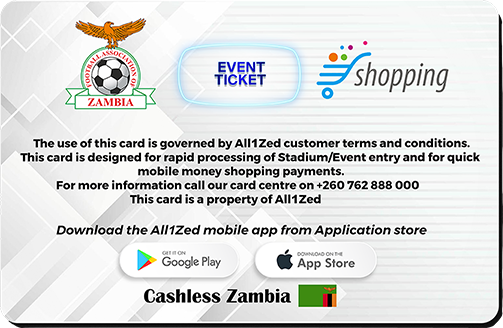 FOOTBALL ASSOCIATION OF
ZAMBIA
EVENT
TICKET
shopping
The use of this card is governed by All1Zed customer terms and conditions.
This card is designed for rapid processing of Stadium/Event entry and for quick
mobile money shopping payments.
For more information call our card centre on +260 762 888 000
This card is a property of All1Zed
Download the All1Zed mobile app from Application store
GET IT ON
Google Play
DOWNLOAD ON THE
App Store
Cashless Zambia